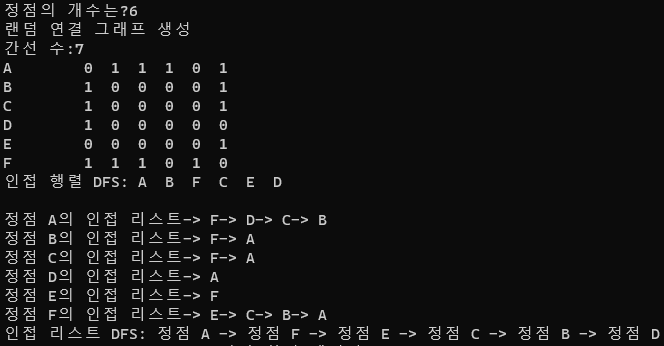 정점의 개수는?6
랜덤 연결 그래프 생성
간선 수:7
A 0 1 1 1 0 1
B 1 0 0 0 0 1
C 1 0 0 0 0 1
D 1 0 0 0 0 0
E 0 0 0 0 0 1
F 1 1 1 0 1 0
인접 행렬 DFS: A B F C E D
정점 A의 인접 리스트-> F-> D-> C-> B
정점 B의 인접 리스트-> F-> A
정점 C의 인접 리스트-> F-> A
정점 D의 인접 리스트-> A
정점 E의 인접 리스트-> F
정점 F의 인접 리스트-> E-> C-> B-> A
인접 리스트 DFS: 정점 A -> 정점 F -> 정점 E -> 정점 C -> 정점 B -> 정점 D